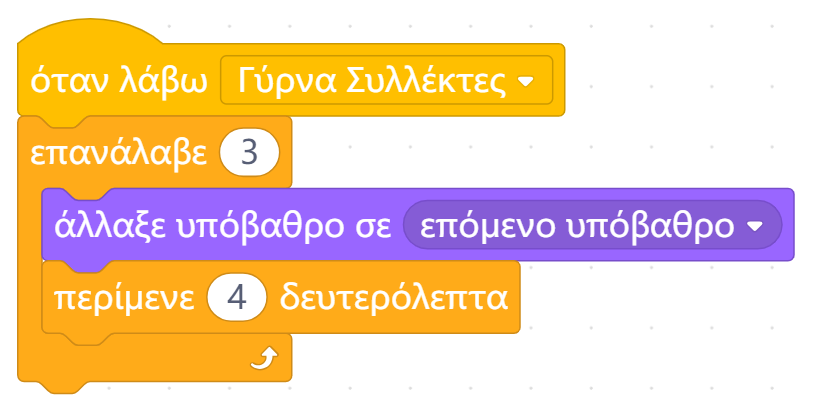 όταν λάβω Γύρνα Συλλέκτες
επανάλαβε 3
άλλαξε υπόβαθρο σε επόμενο υπόβαθρο
περίμενε 4 δευτερόλεπτα